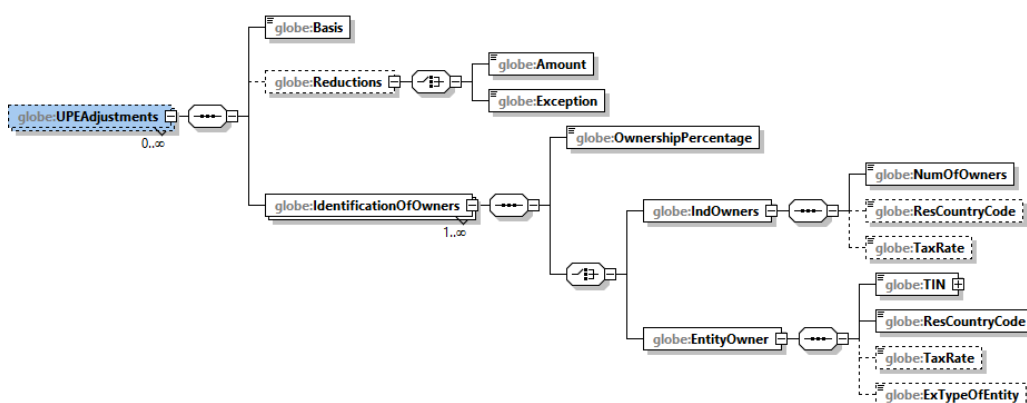 globe:Basis
globe:Reductions
globe:Amount
globe:Exception
globe:UPEAdjustments
0..∞
globe:OwnershipPercentage
globe:IdentificationOfOwners
1..∞
globe:IndOwners
globe:NumOfOwners
globe:ResCountryCode
globe:TaxRate
globe:EntityOwner
globe:TIN
globe:ResCountryCode
globe:TaxRate
globe:ExTypeOfEntity